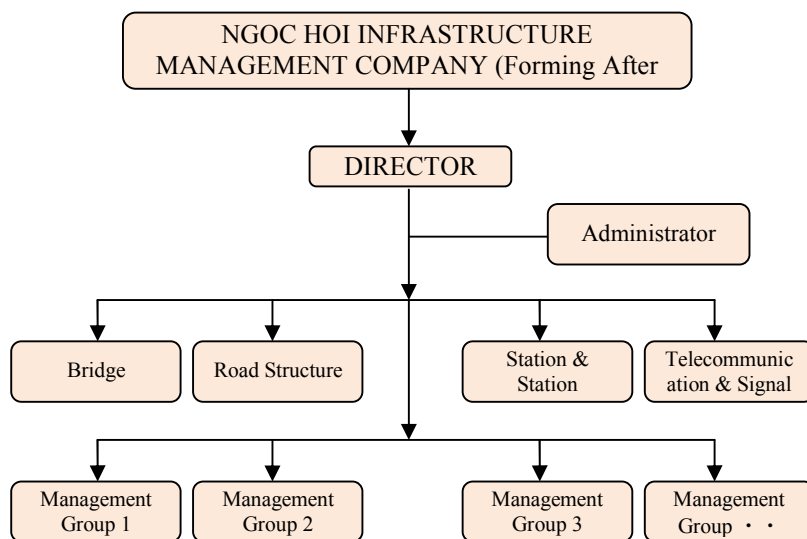 NGOC HOI INFRASTRUCTURE
MANAGEMENT COMPANY (Forming After
DIRECTOR
Administrator
Bridge
Road Structure
Station &
Station
Telecommunic
ation & Signal
Management
Group 1
Management
Group 2
Management
Group 3
Management
Group ・・